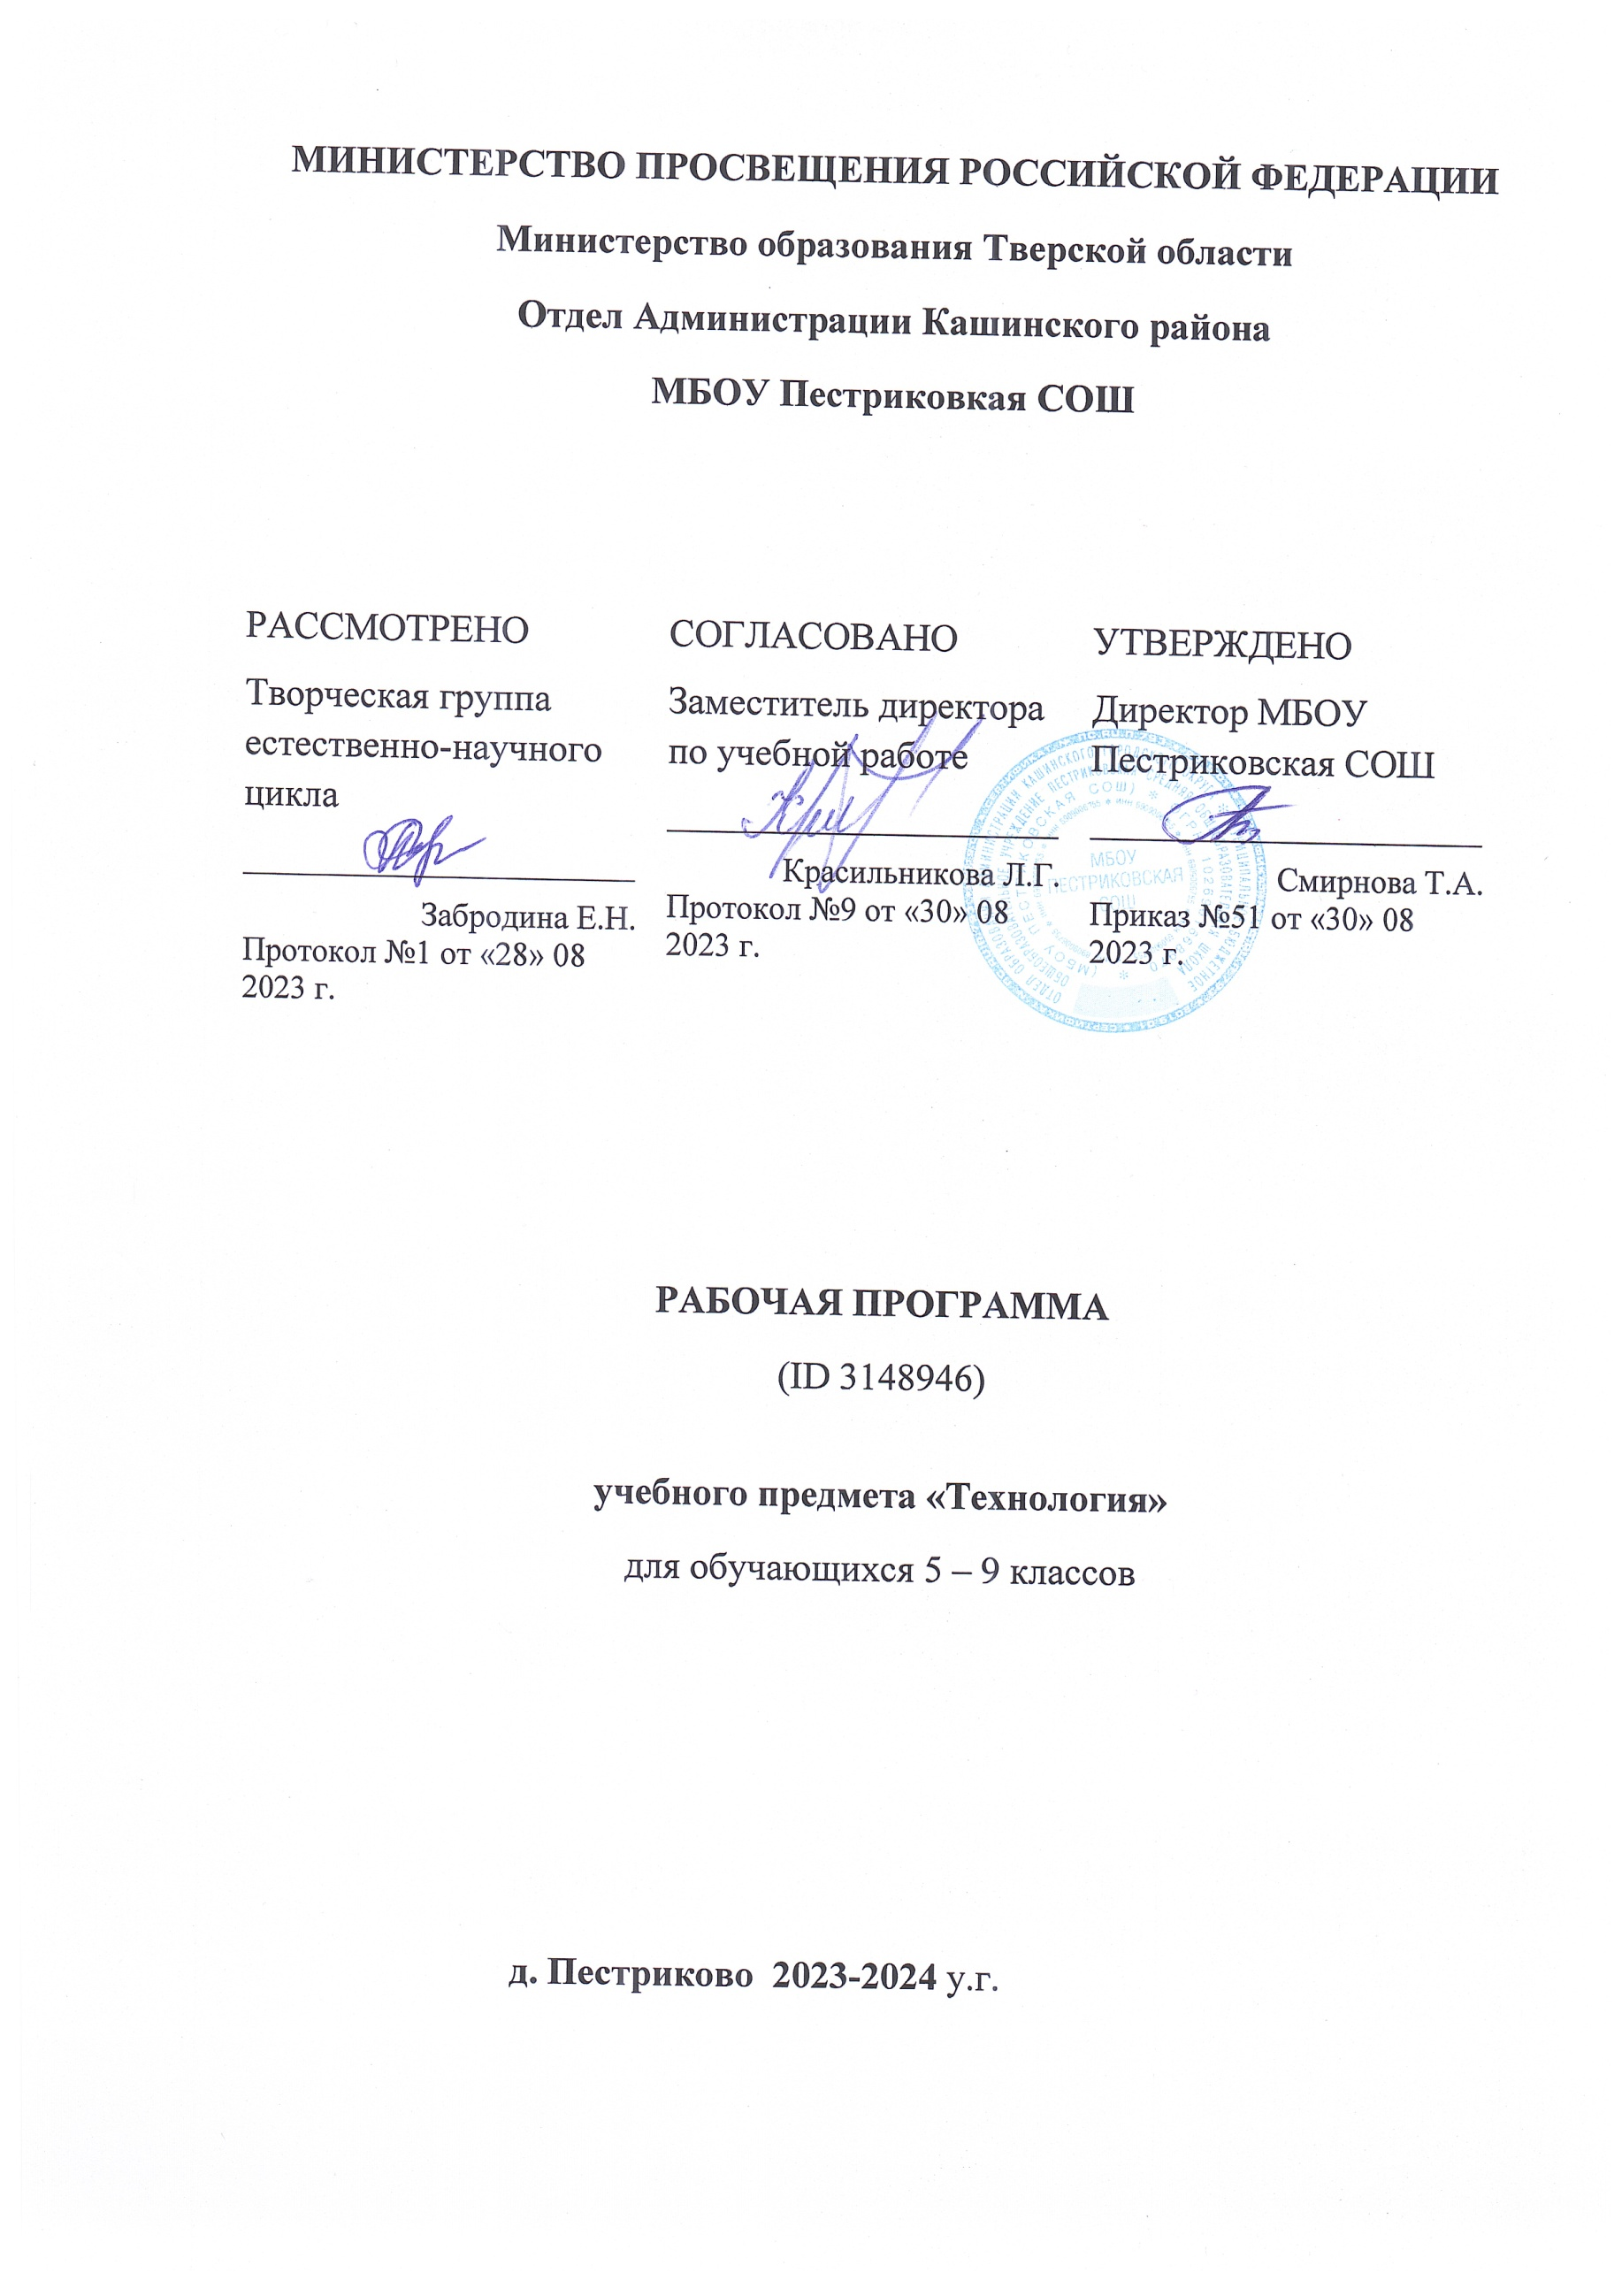 МИНИСТЕРСТВО ПРОСВЕЩЕНИЯ РОССИЙСКОЙ ФЕДЕРАЦИИ
Министерство образования Тверской области
Отдел Администрации Кашинского района
МБОУ Пестриковкая СОШ
РАССМОТРЕНО
Творческая группа
естественно-научного
цикла
Забродина Е.Н.
Протокол №1 от «28» 08
2023 г.
СОГЛАСОВАНО
Заместитель директора
по учебной работе
Красильникова Л.Г.
Протокол №9 от «30» 08
2023 г.
УТВЕРЖДЕНО
Директор МБОУ
Пестриковская СОШ
Смирнова Т.А.
Приказ №51 от «30» 08
2023 г.
МБОУ
ПЕСТРИКОВСКАЯ
СОШ
РАБОЧАЯ ПРОГРАММА
(ID 3148946)
учебного предмета «Технология»
для обучающихся 5 – 9 классов
д. Пестриково 2023-2024 у.г.